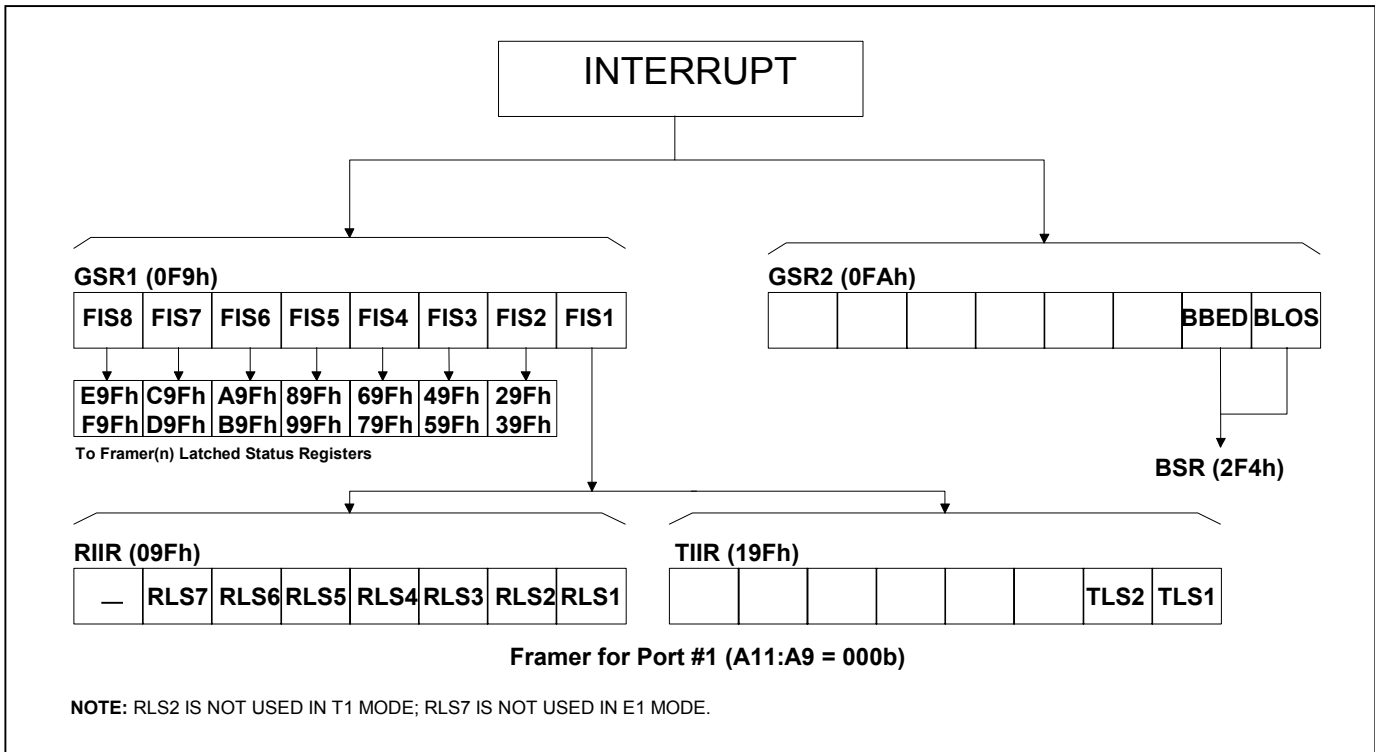 INTERRUPT
GSR1 (0F9h)
FIS8 FIS7 FIS6 FIS5 FIS4 FIS3 FIS2 FIS1
E9Fh C9Fh A9Fh 89Fh 69Fh 49Fh 29Fh
F9Fh D9Fh B9Fh 99Fh 79Fh 59Fh 39Fh
To Framer(n) Latched Status Registers
GSR2 (0FAh)
BBED BLOS
BSR (2F4h)
RIIR (09Fh)
— RLS7 RLS6 RLS5 RLS4 RLS3 RLS2 RLS1
TIIR (19Fh)
TLS2 TLS1
Framer for Port #1 (A11:A9 = 000b)
NOTE: RLS2 IS NOT USED IN T1 MODE; RLS7 IS NOT USED IN E1 MODE.